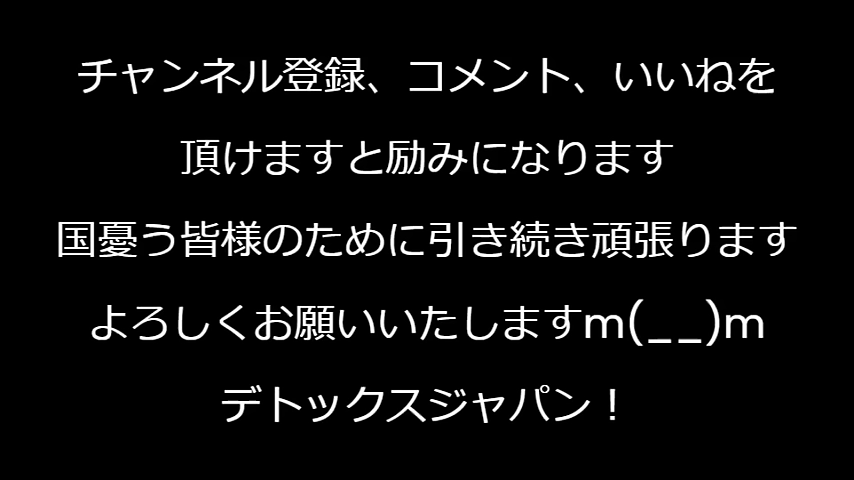 チャンネル登録、コメント、いいねを
頂けますと励みになります
国憂う皆様のために引き続き頑張ります
よろしくお願いいたしますm(__)m
デトックスジャパン！